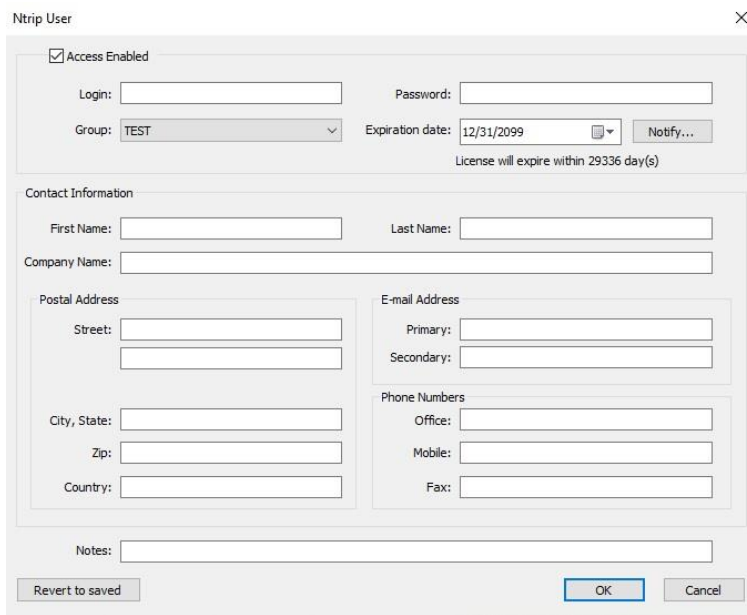 Ntrip User
Access Enabled
Login: Password:
Group: TEST Expiration date: 12/31/2099 Notify...
License will expire within 29336 day(s)
Contact Information
First Name: Last Name:
Company Name:
Postal Address E-mail Address
Street: Primary:
Secondary:
Phone Numbers
City, State: Office:
Zip: Mobile:
Country: Fax:
Notes:
Revert to saved OK Cancel